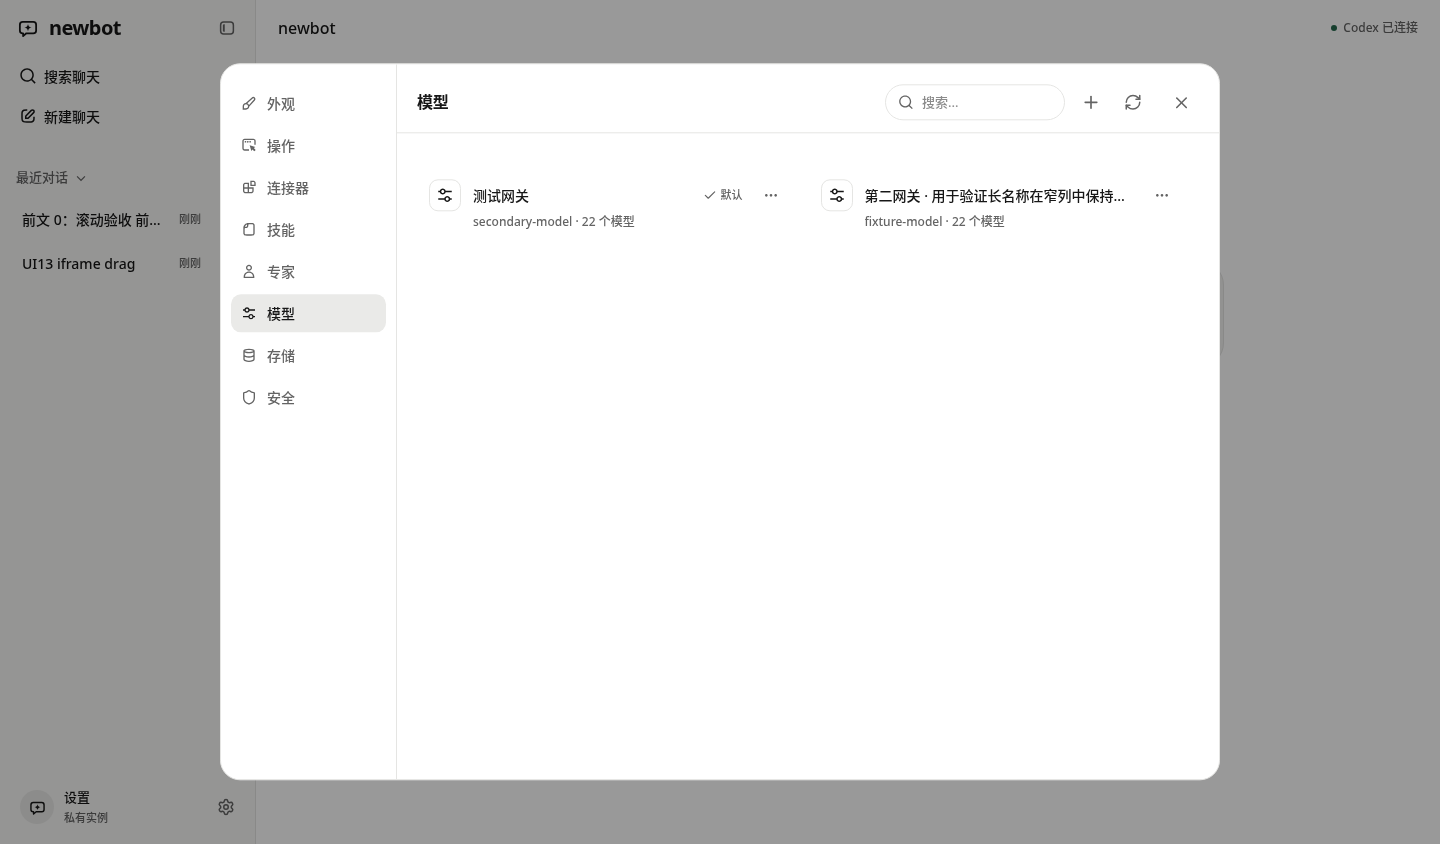 newbot
newbot
Codex 已连接
搜索聊天
新建聊天
最近对话
前文 0：滚动验收 前... 刚刚
UI13 iframe drag 刚刚
设置
私有实例
外观
操作
连接器
技能
专家
模型
存储
安全
模型
搜索...
测试网关
默认
secondary-model · 22 个模型
第二网关 · 用于验证长名称在窄列中保持...
fixture-model · 22 个模型